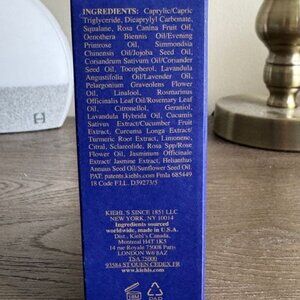 INGREDIENTS: Caprylic/Capric
Triglyceride, Dicaprylyl Carbonate,
Squalane, Rosa Canina Fruit Oil,
Oenothera Biennis Oil/Evening
Primrose Oil, Simmondsia
Chinensis Oil/Jojoba Seed Oil,
Coriandrum Sativum Oil/Coriander
Seed Oil, Tocopherol, Lavandula
Angustifolia Oil/Lavender Oil,
Pelargonium Graveolens Flower
Oil, Linalool, Rosmarinus
Officinalis Leaf Oil/Rosemary Leaf
Oil, Citronellol, Geraniol,
Lavandula Hybrida Oil, Cucumis
Sativus Extract/Cucumber Fruit
Extract, Curcuma Longa Extract/
Turmeric Root Extract, Limonene,
Citral, Sclareolide, Rosa Spp/Rose
Flower Oil, Jasminum Officinale
Extract/ Jasmine Extract, Helianthus
Annuus Seed Oil/Sunflower Seed Oil.
PAT: patents.kiehls.com Fmla 685449
18 Code F.I.L. D39273/5
KIEHL'S SINCE 1851 LLC
NEW YORK, NY 10014
Ingredients sourced
worldwide, made in U.S.A.
Dist., Kiehl's Canada,
Montreal H4T 1K5
14 rue Royale 75008 Paris
LONDON W6 8AZ
TSA 75000
93584 ST OUEN CEDEX FR
www.kiehls.com
18M
PAP